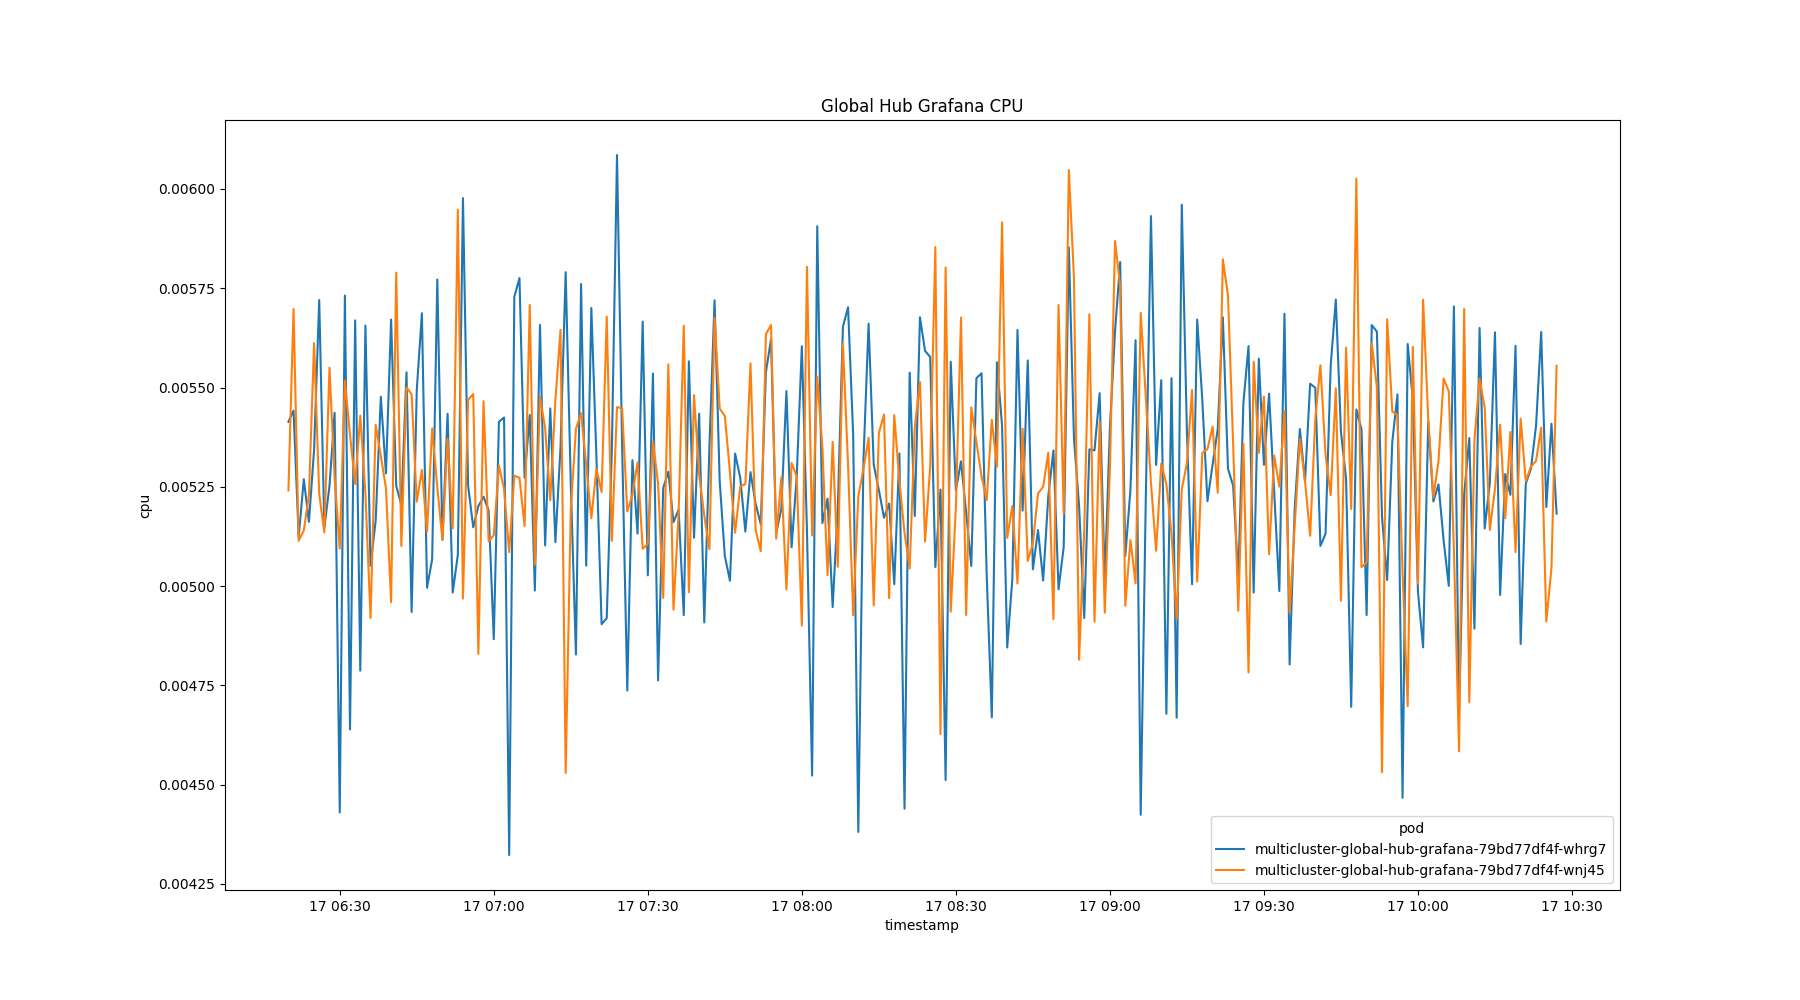 Global Hub Grafana CPU
cpu
0.00600
0.00575
0.00550
0.00525
0.00500
0.00475
0.00450
0.00425
pod
multicluster-global-hub-grafana-79bd77df4f-whrg7
multicluster-global-hub-grafana-79bd77df4f-wnj45
17 06:30 17 07:00 17 07:30 17 08:00 17 08:30 17 09:00 17 09:30 17 10:00 17 10:30
timestamp